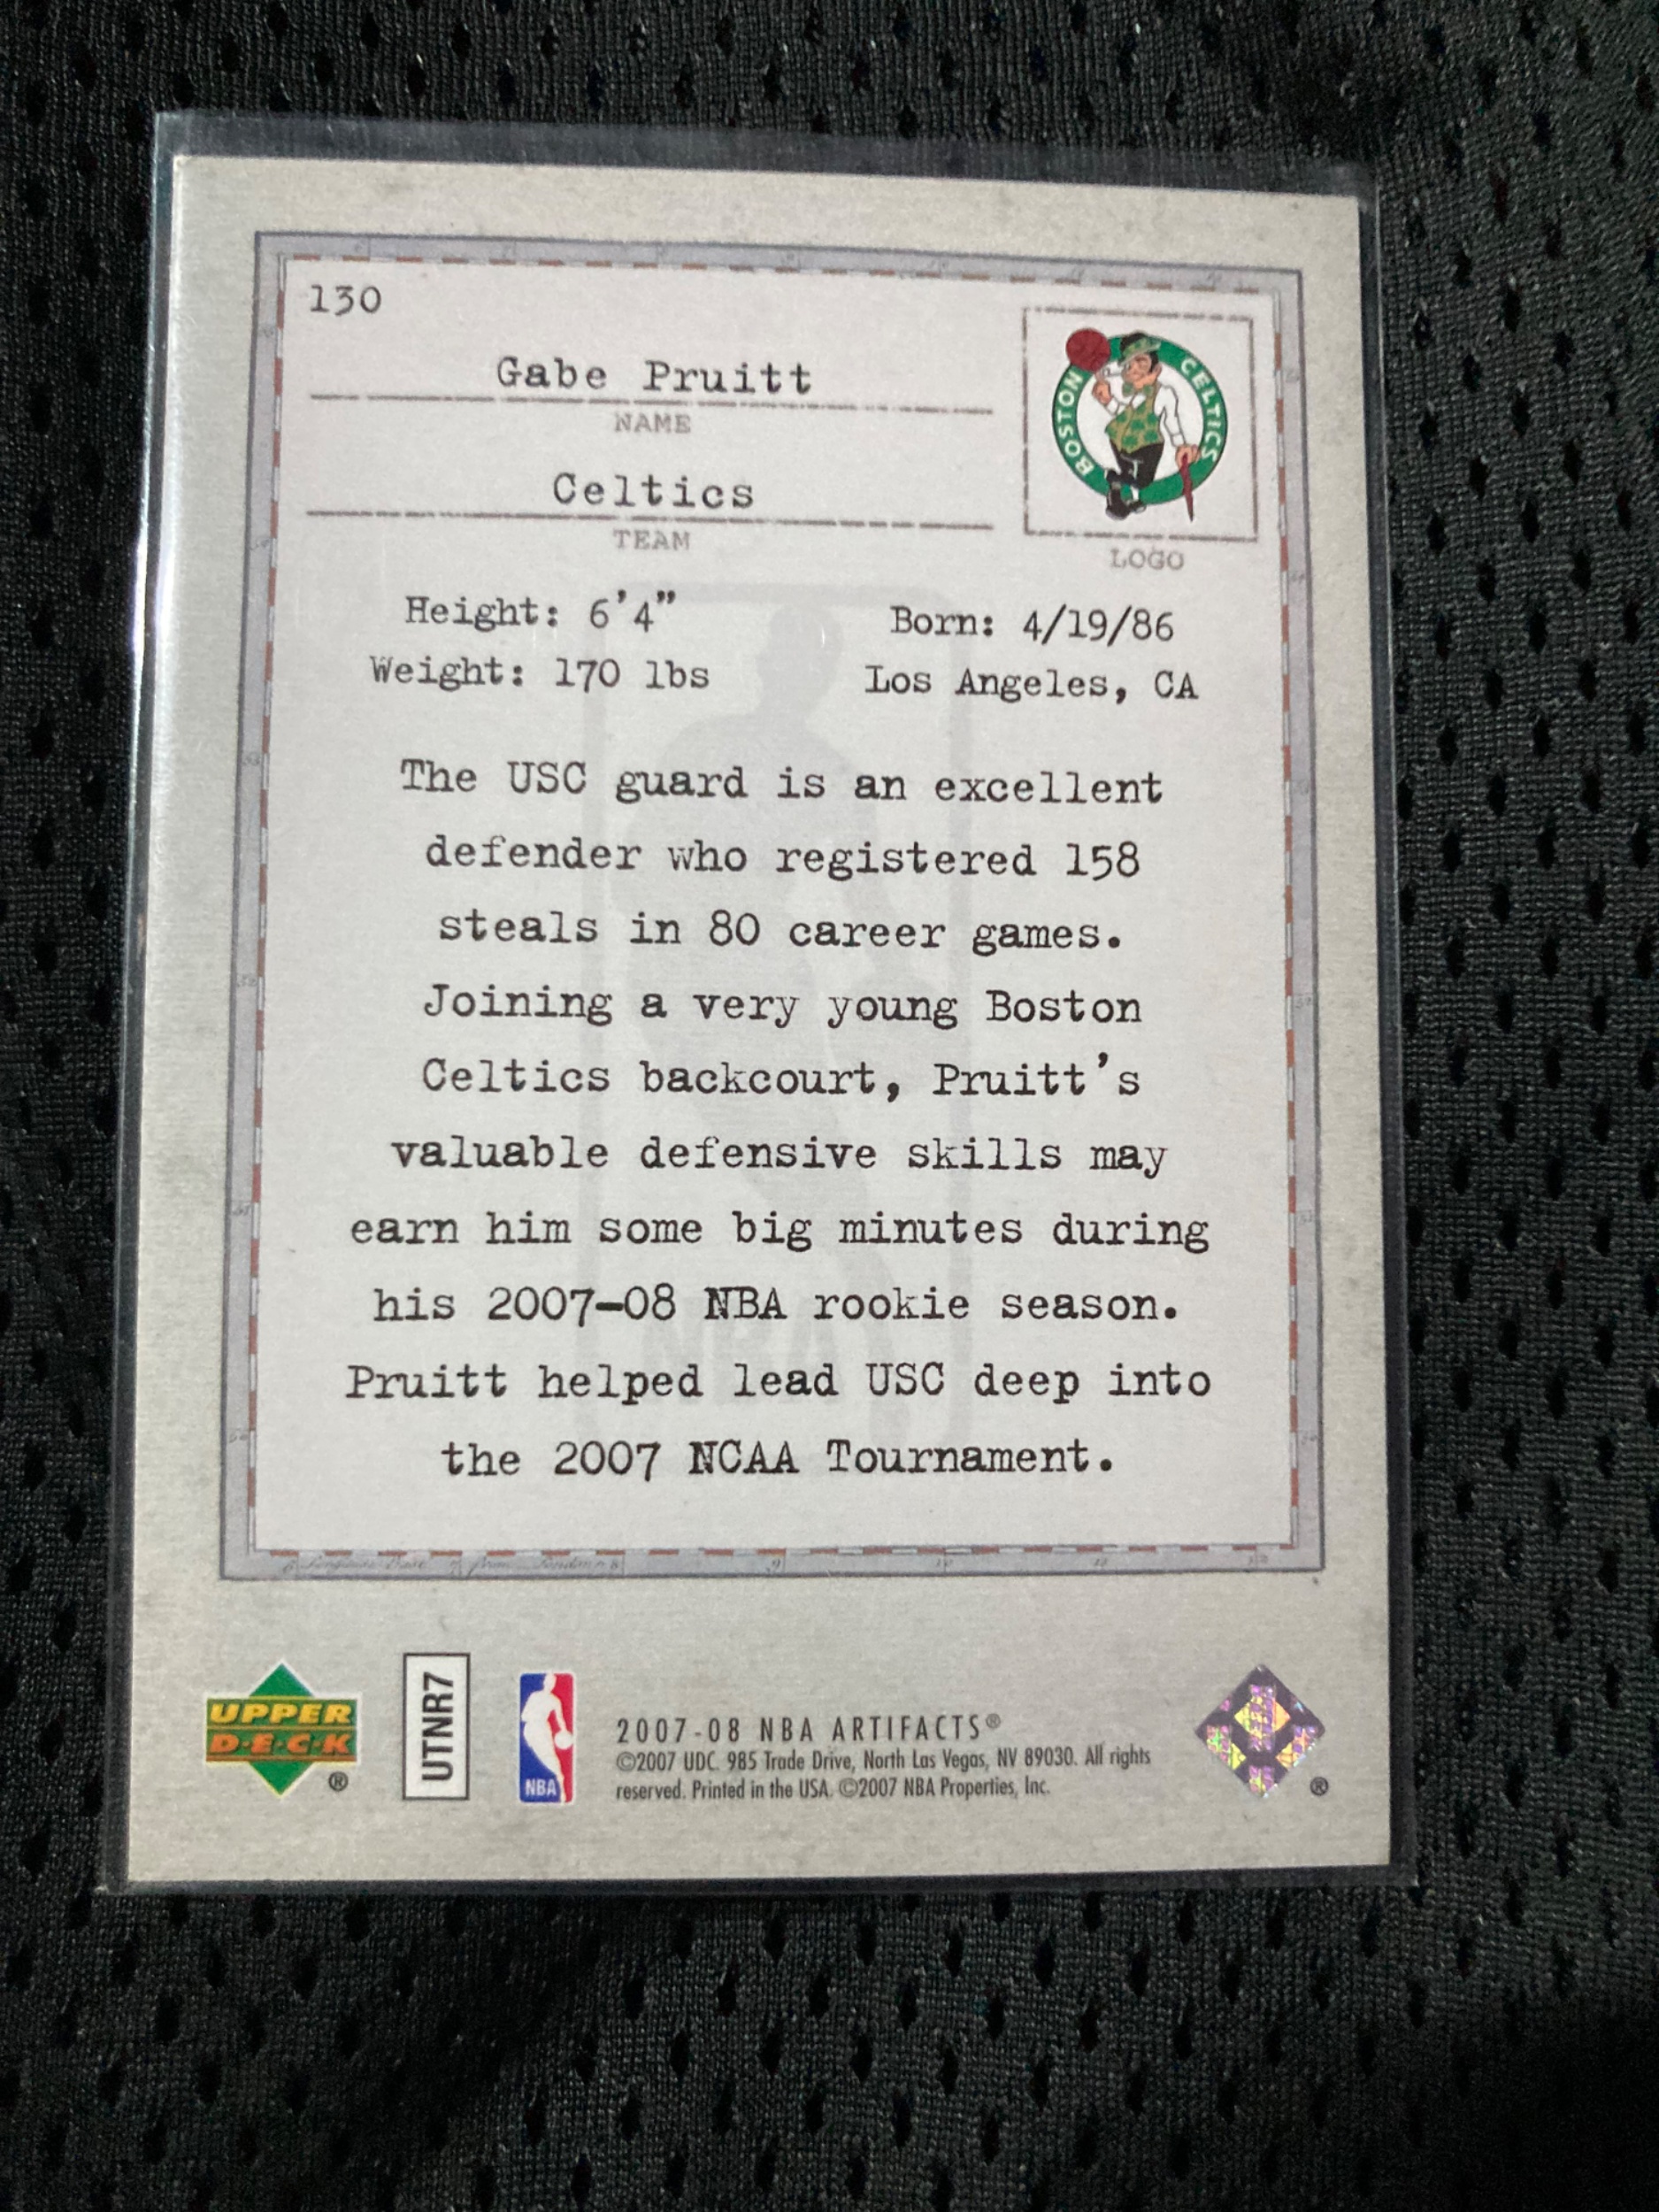 130
Gabe Pruitt
NAME
Celtics
TEAM
BOSTON CELTICS
LOGO
Height: 6'4"
Weight: 170 lbs
Born: 4/19/86
Los Angeles, CA
The USC guard is an excellent
defender who registered 158
steals in 80 career games.
Joining a very young Boston
Celtics backcourt, Pruitt's
valuable defensive skills may
earn him some big minutes during
his 2007-08 NBA rookie season.
Pruitt helped lead USC deep into
the 2007 NCAA Tournament.
UPPER
D·E·C·K
®
UTNR7
NBA
2007-08 NBA ARTIFACTS®
©2007 UDC. 985 Trade Drive, North Las Vegas, NV 89030. All rights
reserved. Printed in the USA. ©2007 NBA Properties, Inc.
®